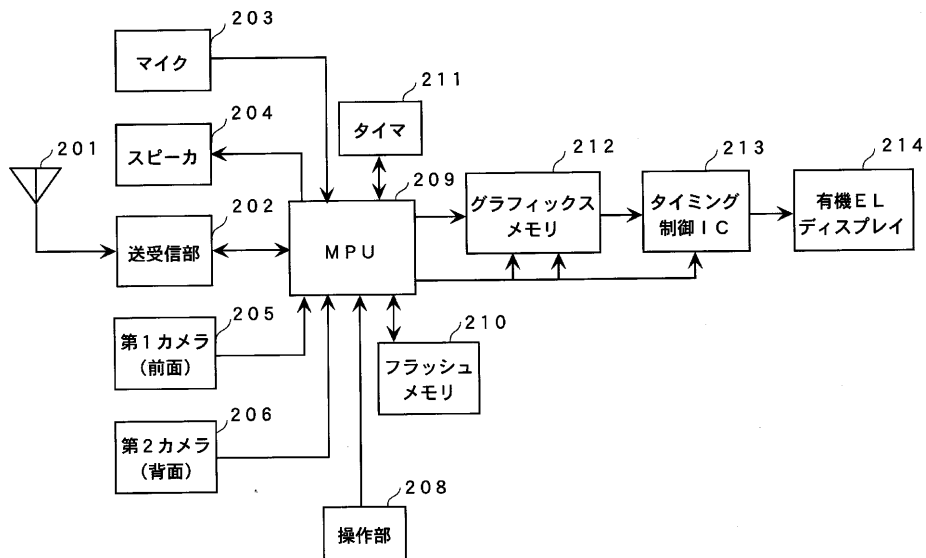 203
マイク
204
スピーカ
201
202
送受信部
205
第１カメラ
(前面)
206
第２カメラ
(背面)
211
タイマ
209
ＭＰＵ
210
フラッシュ
メモリ
208
操作部
212
グラフィックス
メモリ
213
タイミング
制御ＩＣ
214
有機ＥＬ
ディスプレイ